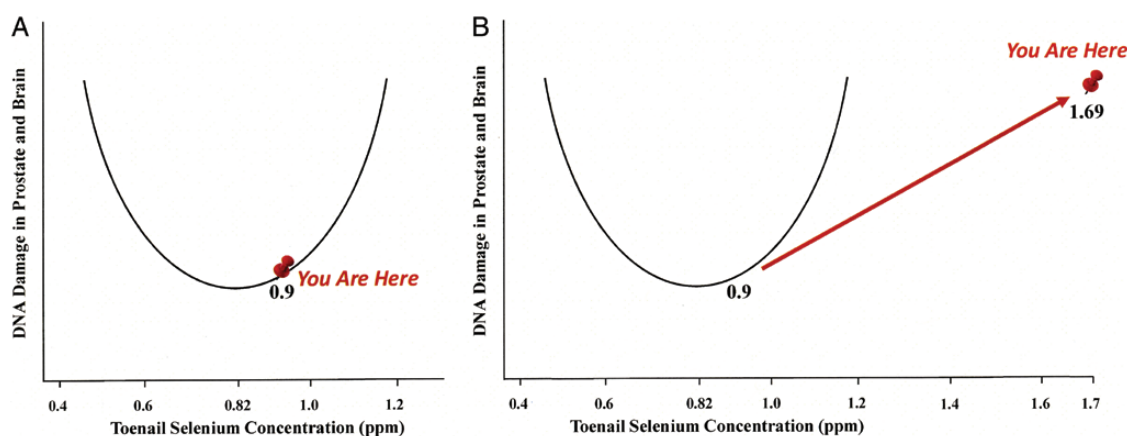 A
DNA Damage in Prostate and Brain
You Are Here
0.9
0.4 0.6 0.82 1.0 1.2
Toenail Selenium Concentration (ppm)
B
DNA Damage in Prostate and Brain
You Are Here
1.69
0.9
0.4 0.6 0.82 1.0 1.2 1.4 1.6 1.7
Toenail Selenium Concentration (ppm)